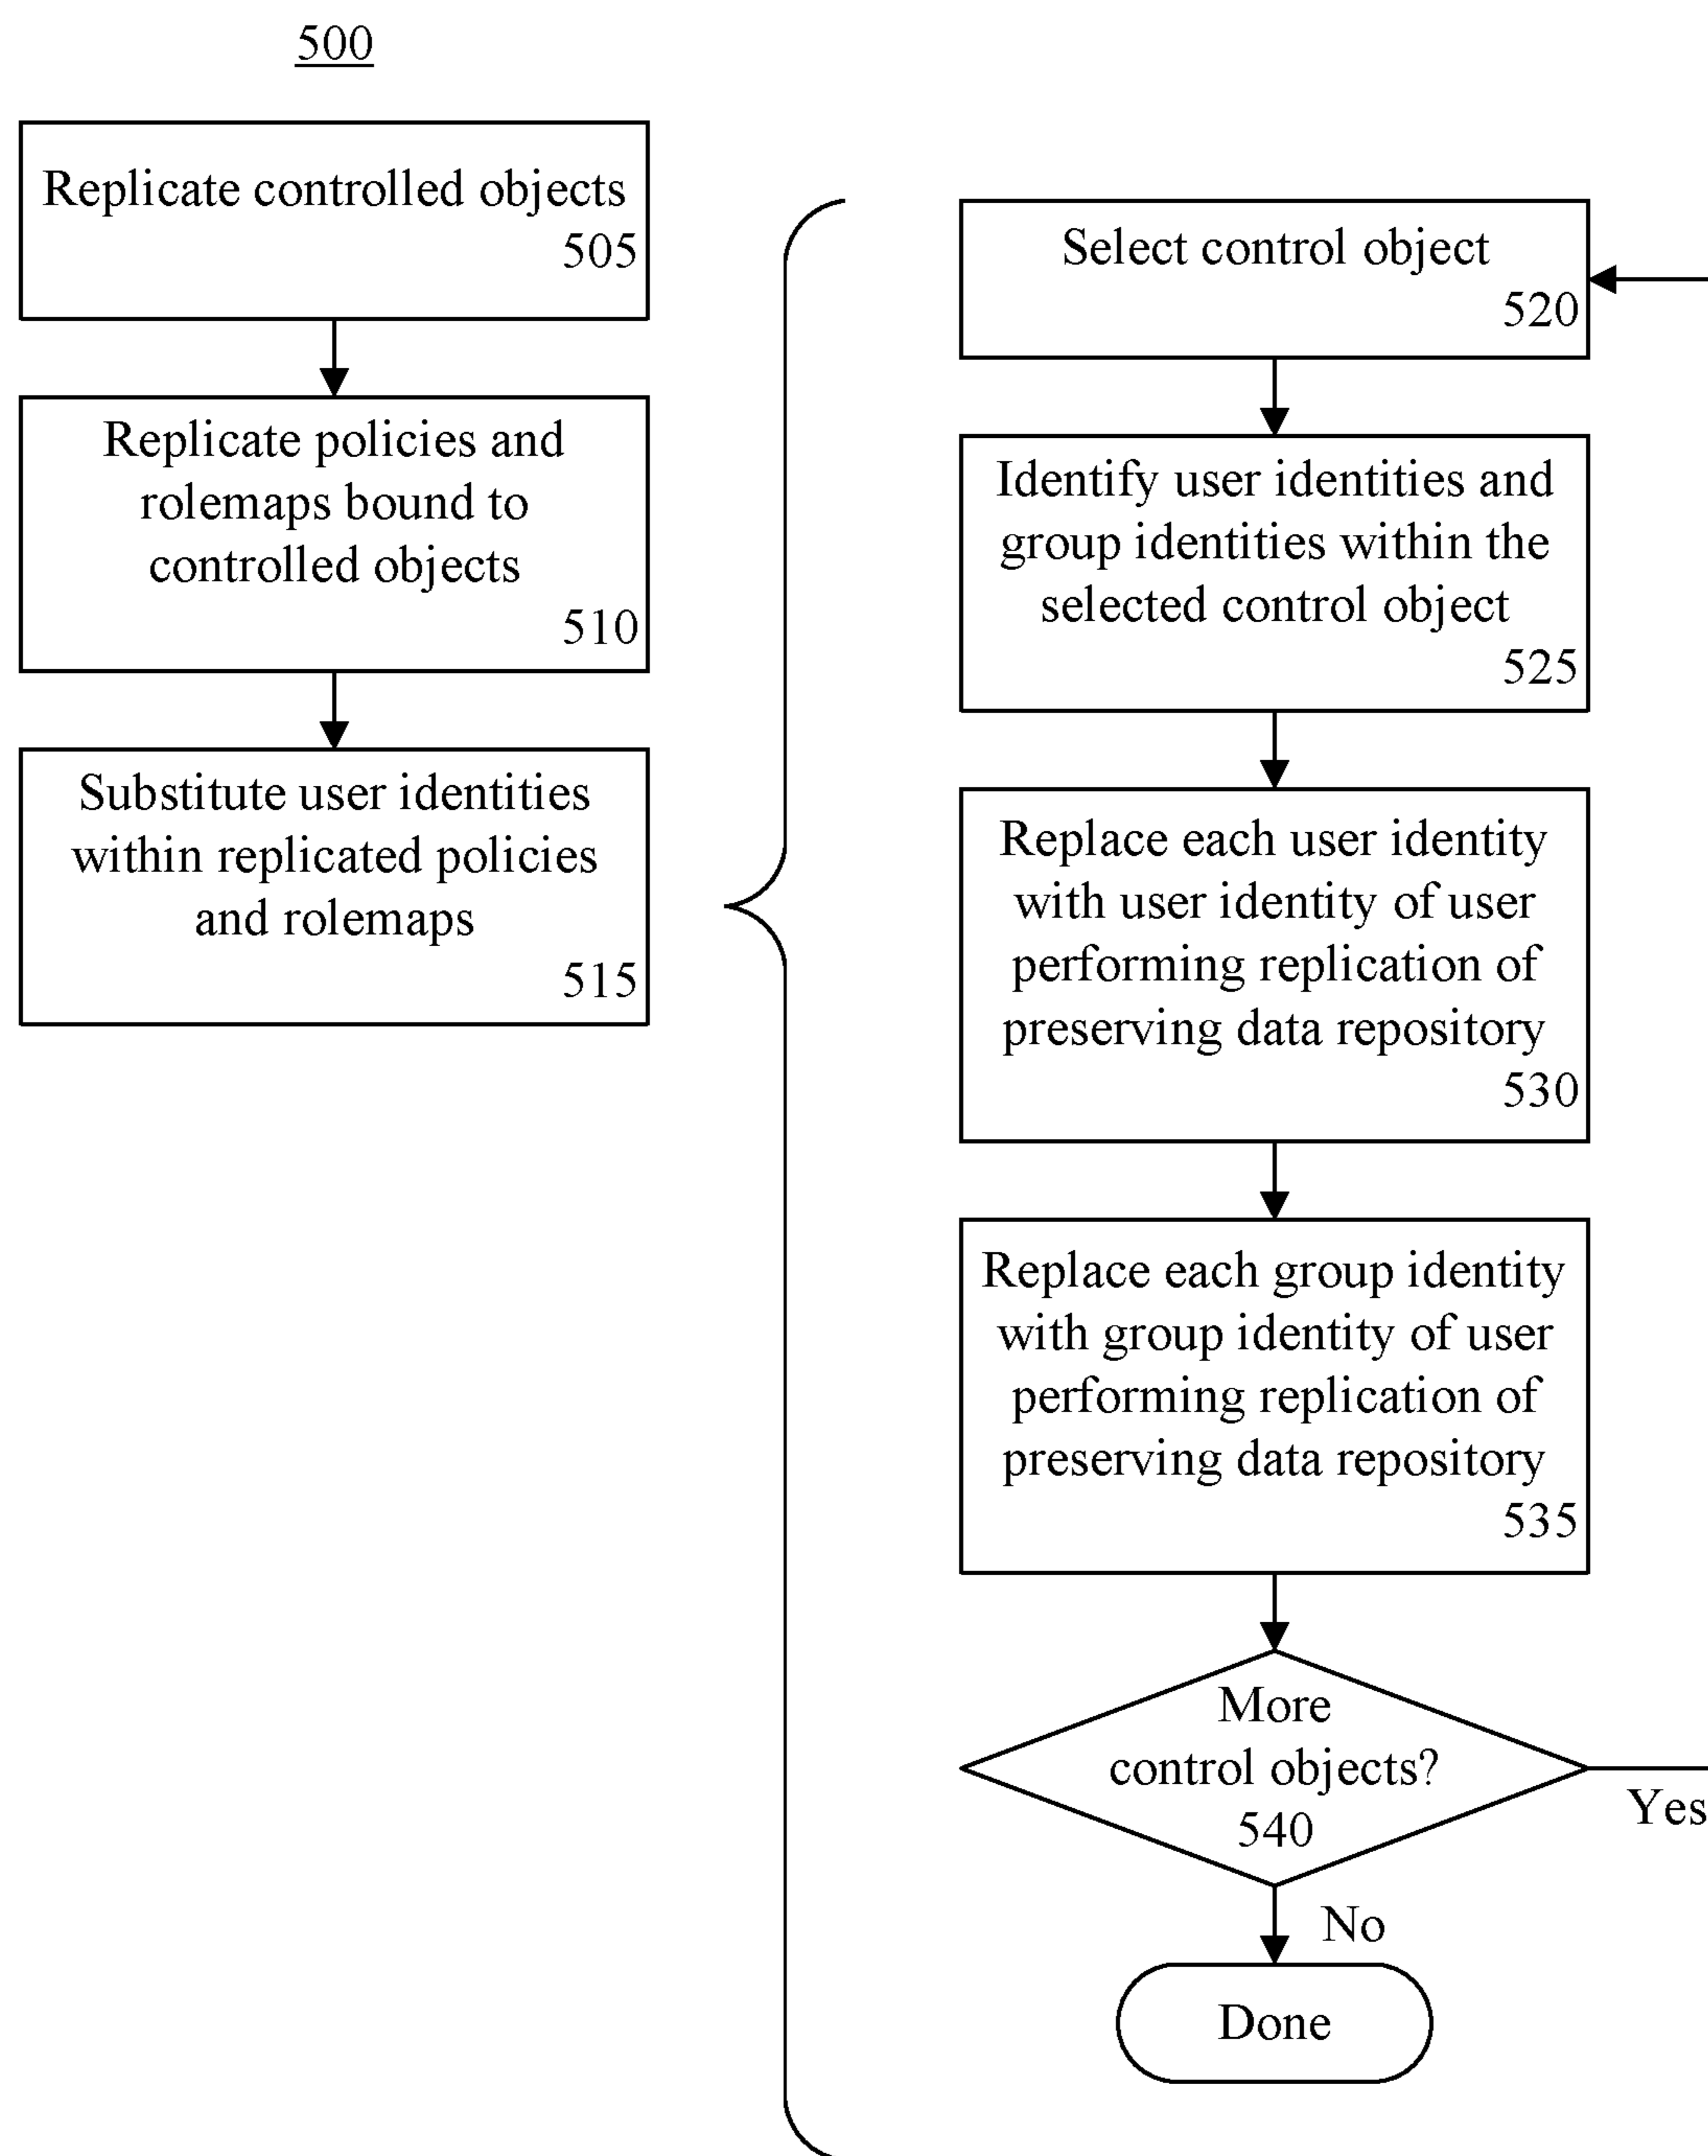 500
Replicate controlled objects
505
Replicate policies and
rolemaps bound to
controlled objects
510
Substitute user identities
within replicated policies
and rolemaps
515
Select control object
520
Identify user identities and
group identities within the
selected control object
525
Replace each user identity
with user identity of user
performing replication of
preserving data repository
530
Replace each group identity
with group identity of user
performing replication of
preserving data repository
535
More
control objects?
540
Yes
No
Done